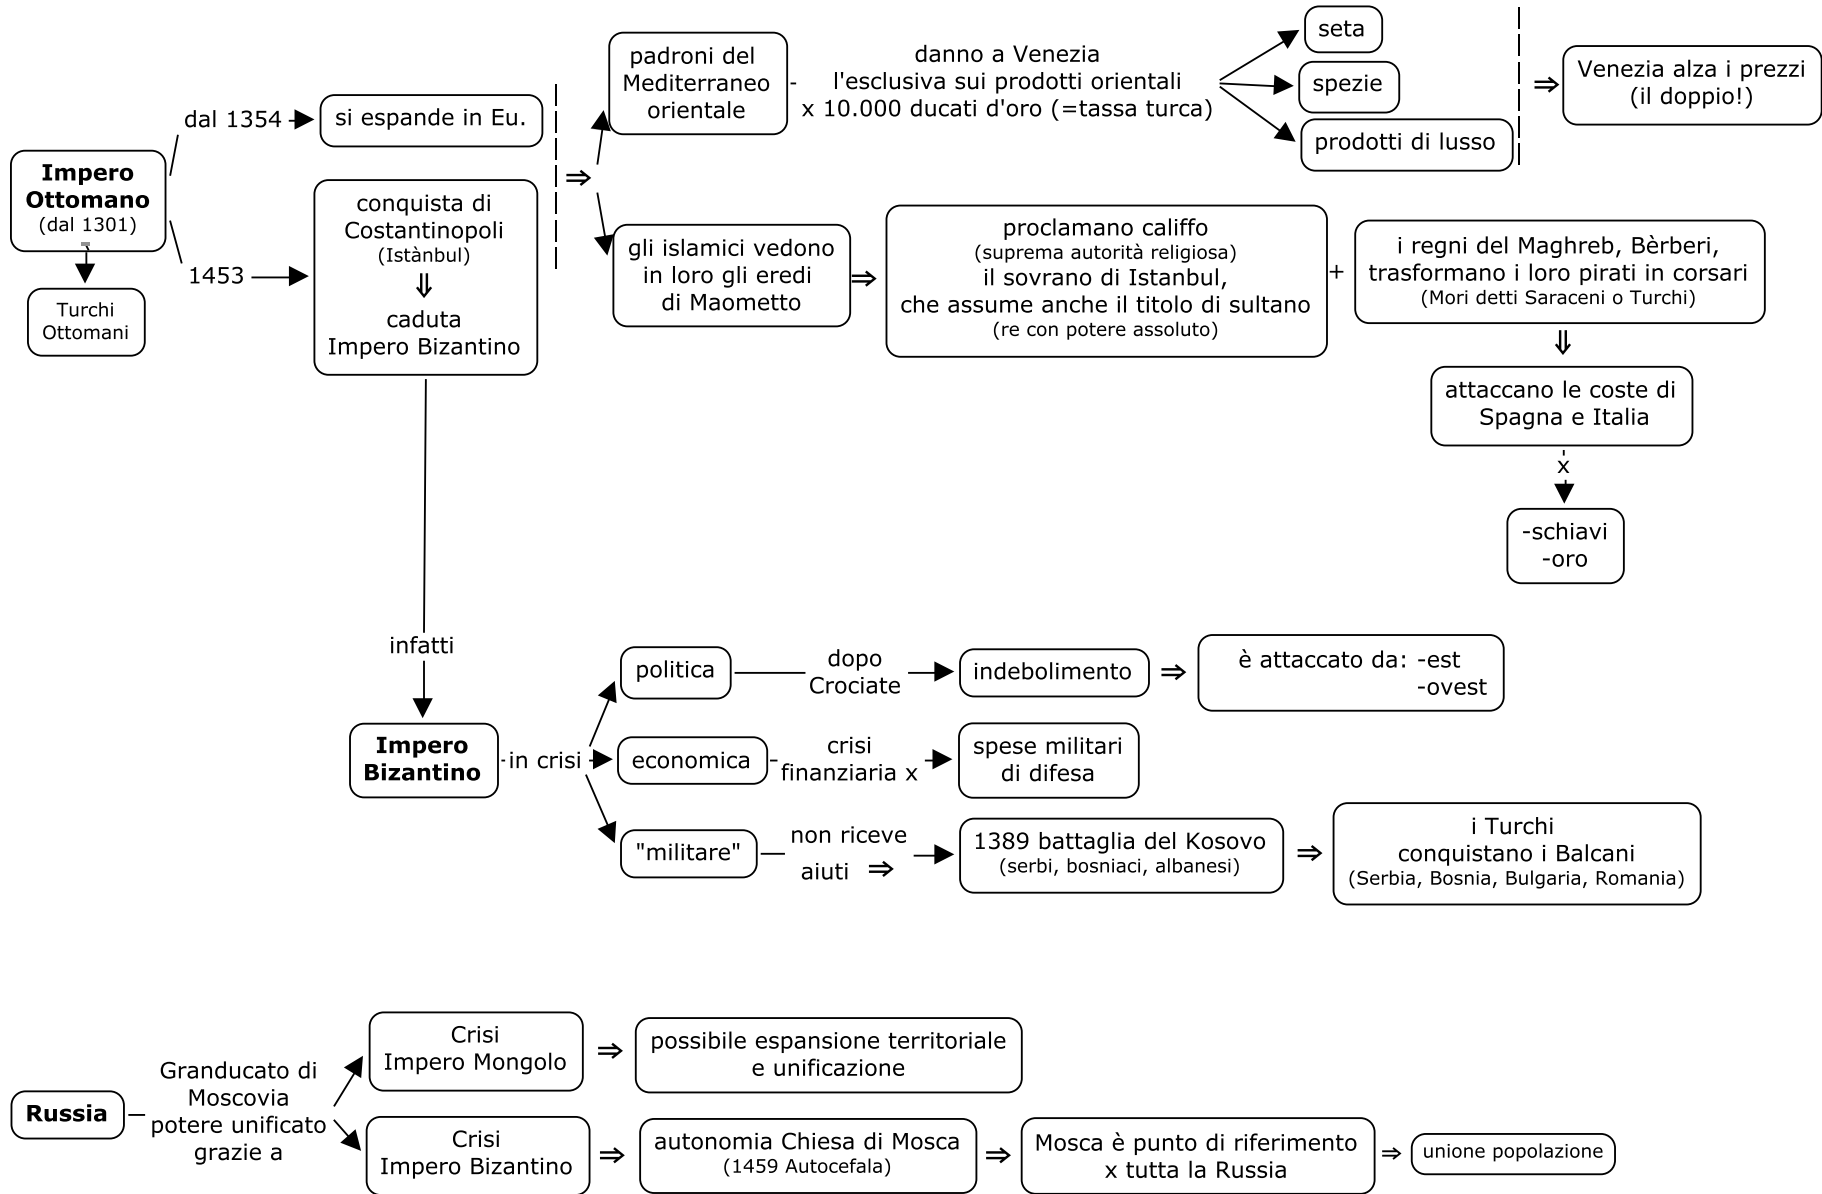 Impero
Ottomano
(dal 1301)
Turchi
Ottomani
dal 1354
si espande in Eu.
1453
conquista di
Costantinopoli
(Istànbul)
⇓
caduta
Impero Bizantino
⇒
padroni del
Mediterraneo
orientale
danno a Venezia
l'esclusiva sui prodotti orientali
x 10.000 ducati d'oro (=tassa turca)
seta
spezie
prodotti di lusso
⇒
Venezia alza i prezzi
(il doppio!)
gli islamici vedono
in loro gli eredi
di Maometto
⇒
proclamano califfo
(suprema autorità religiosa)
il sovrano di Istanbul,
che assume anche il titolo di sultano
(re con potere assoluto)
+
i regni del Maghreb, Bèrberi,
trasformano i loro pirati in corsari
(Mori detti Saraceni o Turchi)
⇓
attaccano le coste di
Spagna e Italia
x
-schiavi
-oro
infatti
Impero
Bizantino
in crisi
politica
dopo
Crociate
indebolimento
⇒
è attaccato da: -est
-ovest
economica
crisi
finanziaria x
spese militari
di difesa
"militare"
non riceve
aiuti ⇒
1389 battaglia del Kosovo
(serbi, bosniaci, albanesi)
⇒
i Turchi
conquistano i Balcani
(Serbia, Bosnia, Bulgaria, Romania)
Russia
Granducato di
Moscovia
potere unificato
grazie a
Crisi
Impero Mongolo
⇒
possibile espansione territoriale
e unificazione
Crisi
Impero Bizantino
⇒
autonomia Chiesa di Mosca
(1459 Autocefala)
⇒
Mosca è punto di riferimento
x tutta la Russia
⇒
unione popolazione